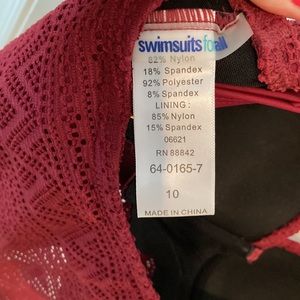 swimsuitsforall
82% Nylon
18% Spandex
92% Polyester
8% Spandex
LINING :
85% Nylon
15% Spandex
06621
RN 88842
64-0165-7
10
MADE IN CHINA